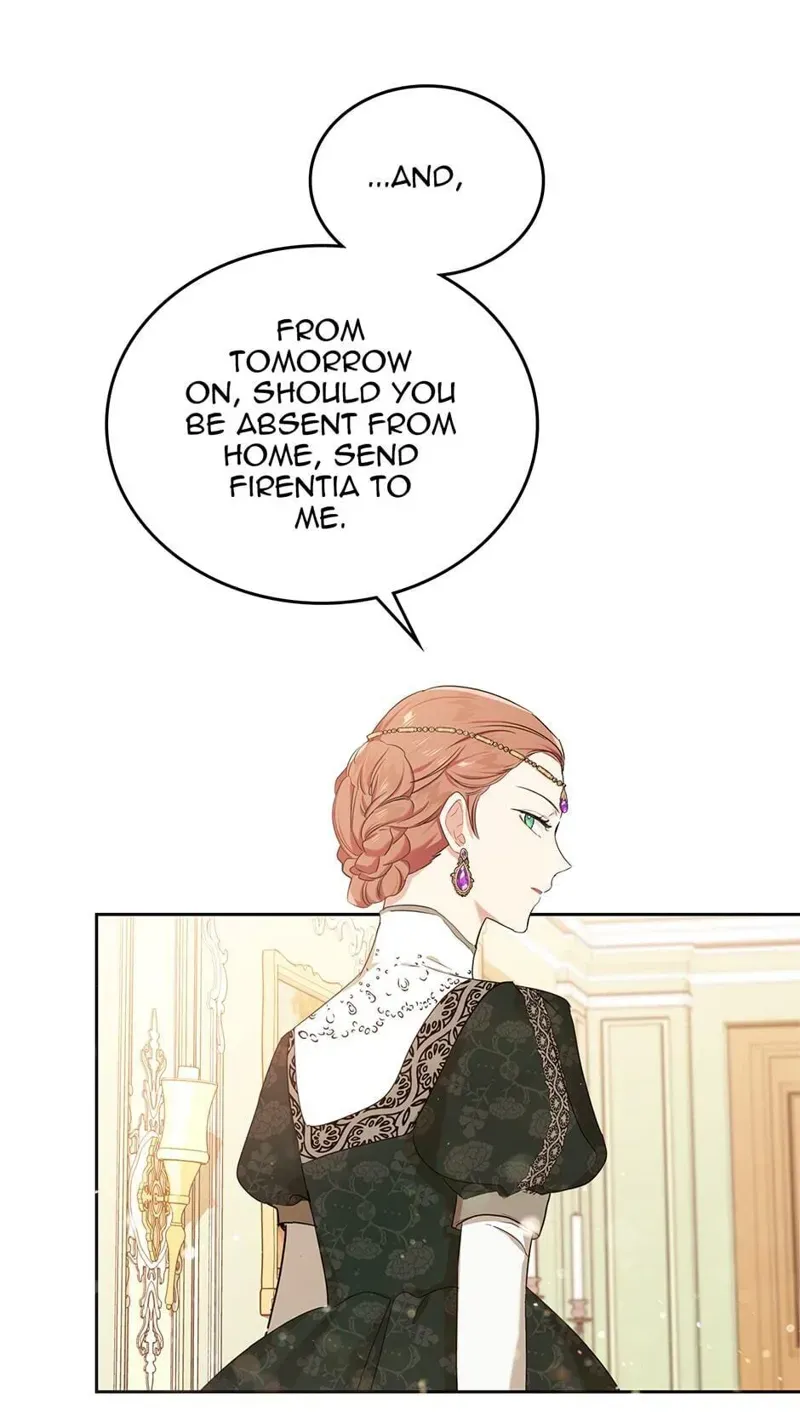 ...AND,
FROM
TOMORROW
ON, SHOULD YOU
BE ABSENT FROM
HOME, SEND
FIRENTIA TO
ME.